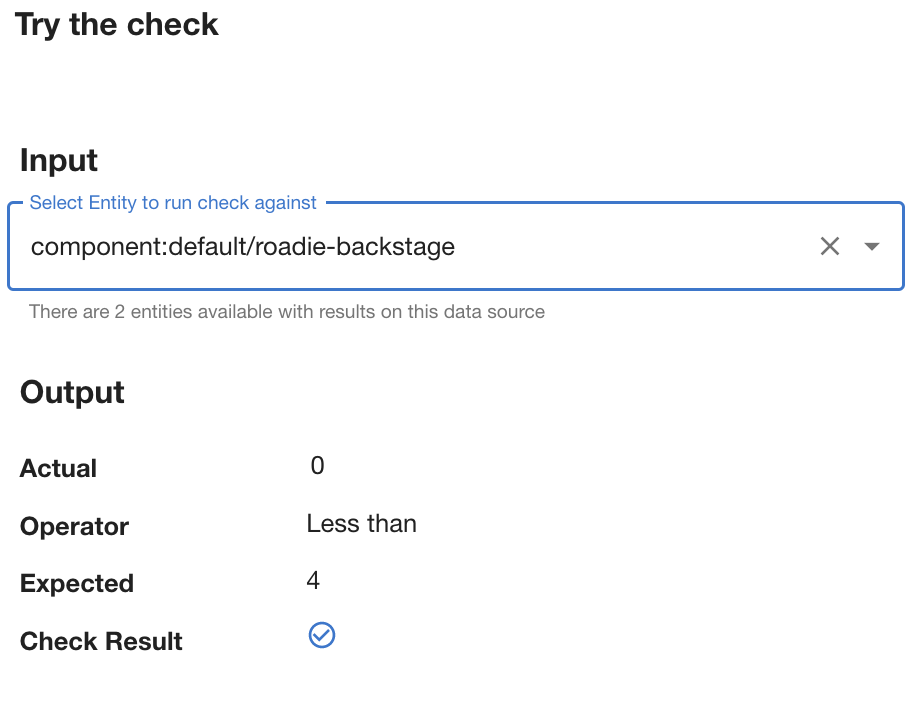 Try the check
Input
Select Entity to run check against
component:default/roadie-backstage
There are 2 entities available with results on this data source
Output
Actual 0
Operator Less than
Expected 4
Check Result